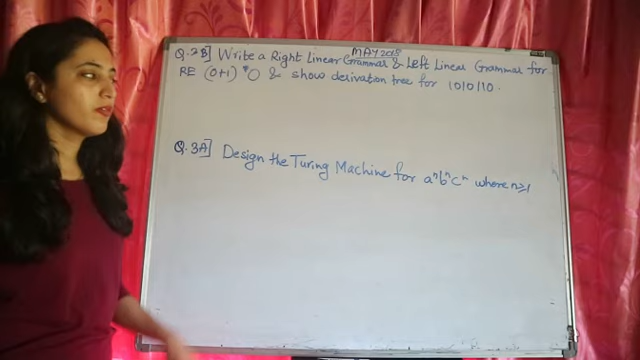 MAY 2018
Q.2B] Write a Right Linear Grammar & Left Linear Grammar for
RE (0+1)*0 & show derivation tree for 1010110.
Q.3A] Design the Turing Machine for aⁿbⁿcⁿ where n≥1